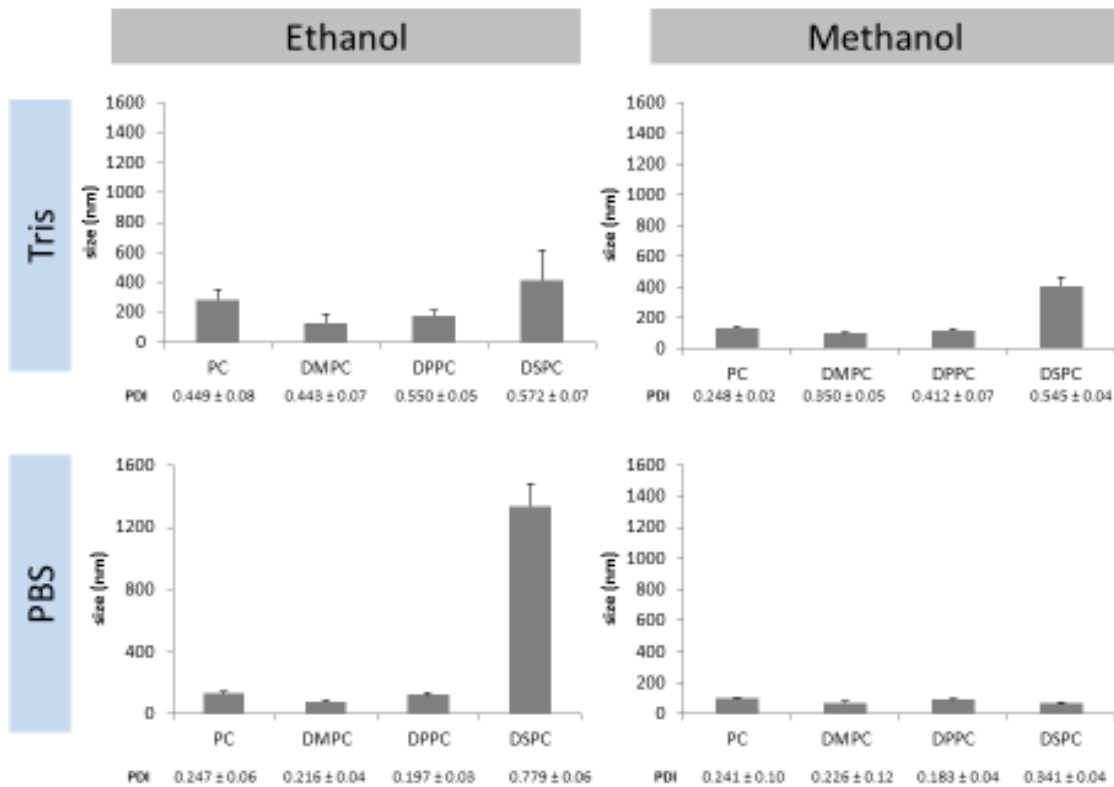 Ethanol
Methanol
Tris
size (nm)
1600
1400
1200
1000
800
600
400
200
0
PC DMPC DPPC DSPC
PDI 0.449 ± 0.08 0.443 ± 0.07 0.550 ± 0.05 0.572 ± 0.07
size (nm)
1600
1400
1200
1000
800
600
400
200
0
PC DMPC DPPC DSPC
PDI 0.248 ± 0.02 0.350 ± 0.05 0.412 ± 0.07 0.545 ± 0.04
PBS
size (nm)
1600
1200
800
400
0
PC DMPC DPPC DSPC
PDI 0.247 ± 0.06 0.216 ± 0.04 0.197 ± 0.03 0.779 ± 0.06
size (nm)
1600
1400
1200
1000
800
600
400
200
0
PC DMPC DPPC DSPC
PDI 0.241 ± 0.10 0.226 ± 0.12 0.183 ± 0.04 0.341 ± 0.04